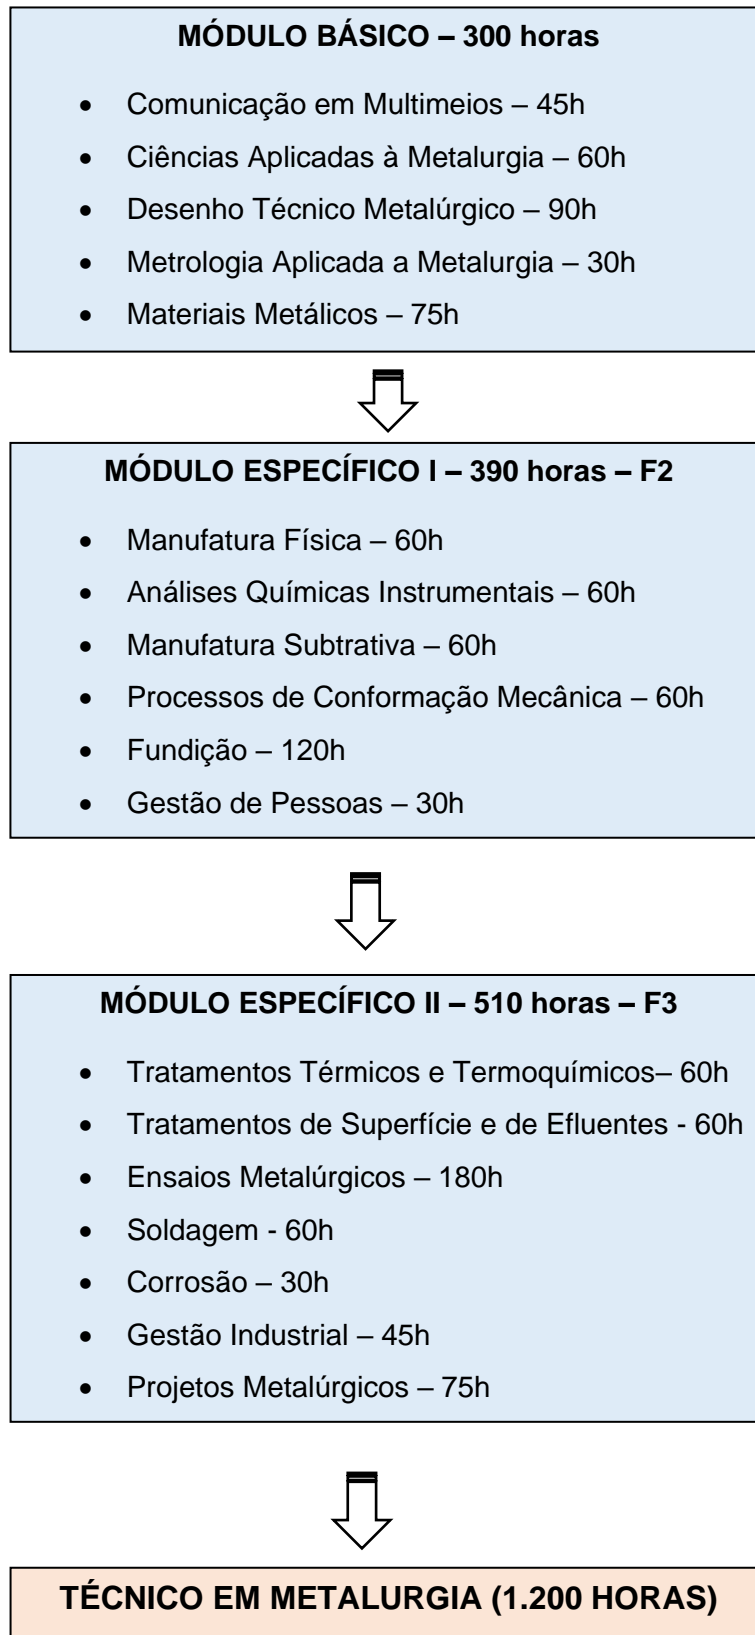 MÓDULO BÁSICO – 300 horas
• Comunicação em Multimeios – 45h
• Ciências Aplicadas à Metalurgia – 60h
• Desenho Técnico Metalúrgico – 90h
• Metrologia Aplicada a Metalurgia – 30h
• Materiais Metálicos – 75h
MÓDULO ESPECÍFICO I – 390 horas – F2
• Manufatura Física – 60h
• Análises Químicas Instrumentais – 60h
• Manufatura Subtrativa – 60h
• Processos de Conformação Mecânica – 60h
• Fundição – 120h
• Gestão de Pessoas – 30h
MÓDULO ESPECÍFICO II – 510 horas – F3
• Tratamentos Térmicos e Termoquímicos– 60h
• Tratamentos de Superfície e de Efluentes - 60h
• Ensaios Metalúrgicos – 180h
• Soldagem - 60h
• Corrosão – 30h
• Gestão Industrial – 45h
• Projetos Metalúrgicos – 75h
TÉCNICO EM METALURGIA (1.200 HORAS)